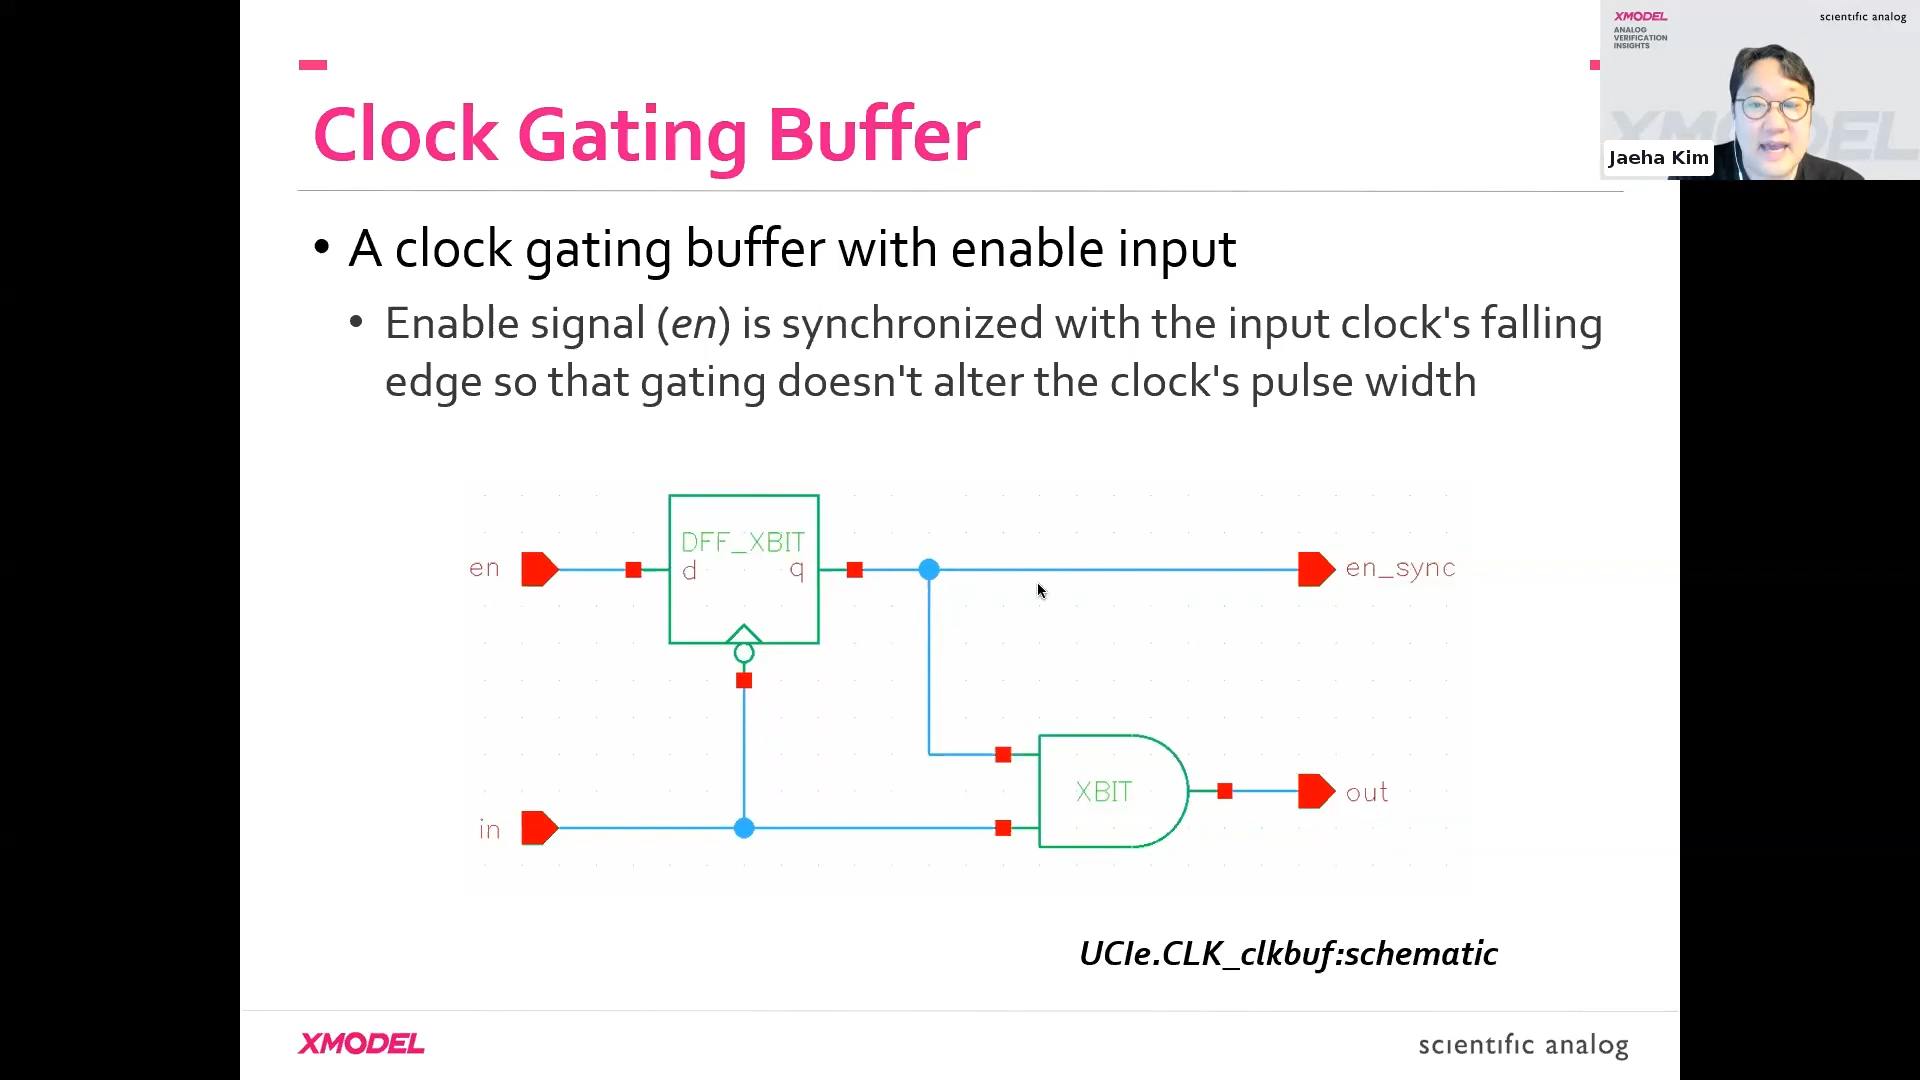 XMODEL
scientific analog
ANALOG
VERIFICATION
INSIGHTS
XMODEL
Jaeha Kim
Clock Gating Buffer
• A clock gating buffer with enable input
• Enable signal (en) is synchronized with the input clock's falling
edge so that gating doesn't alter the clock's pulse width
DFF_XBIT
en
d
q
en_sync
XBIT
out
in
UCIe.CLK_clkbuf:schematic
XMODEL
scientific analog